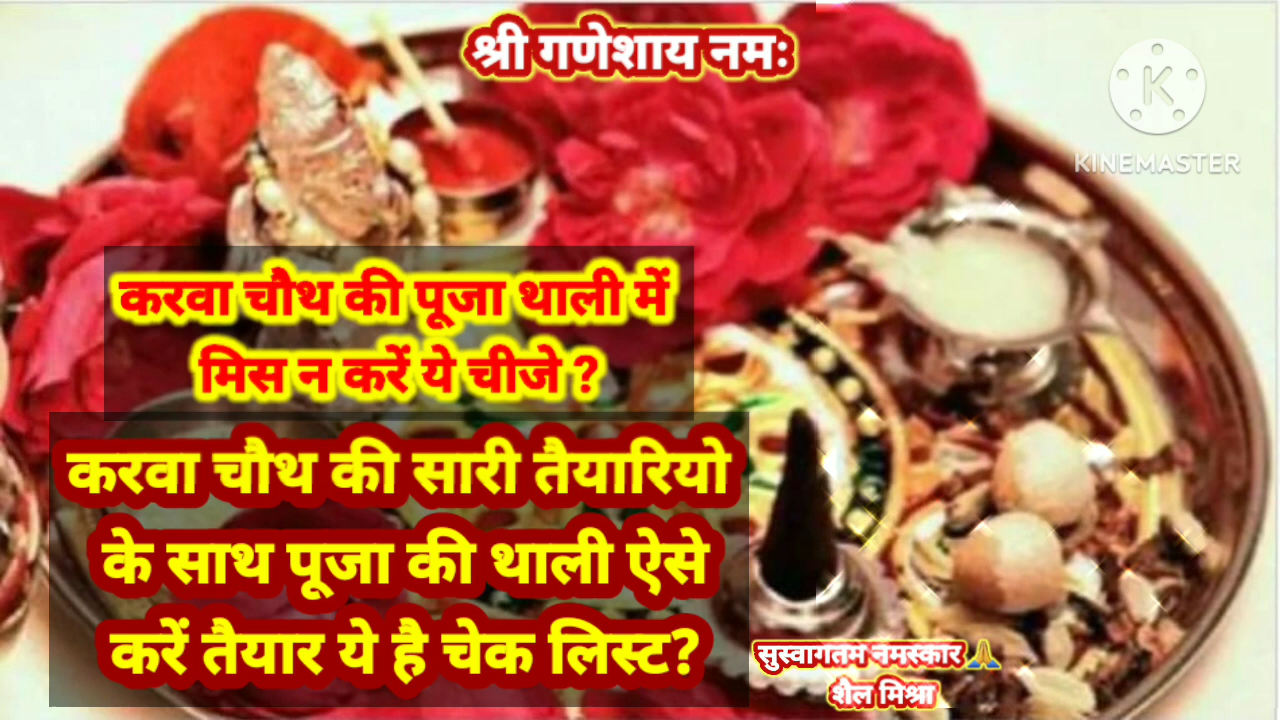 श्री गणेशाय नमः
KINEMASTER
करवा चौथ की पूजा थाली में
मिस न करें ये चीजे ?
करवा चौथ की सारी तैयारियो
के साथ पूजा की थाली ऐसे
करें तैयार ये है चेक लिस्ट?
सुस्वागतम नमस्कार 🙏
शैल मिश्रा